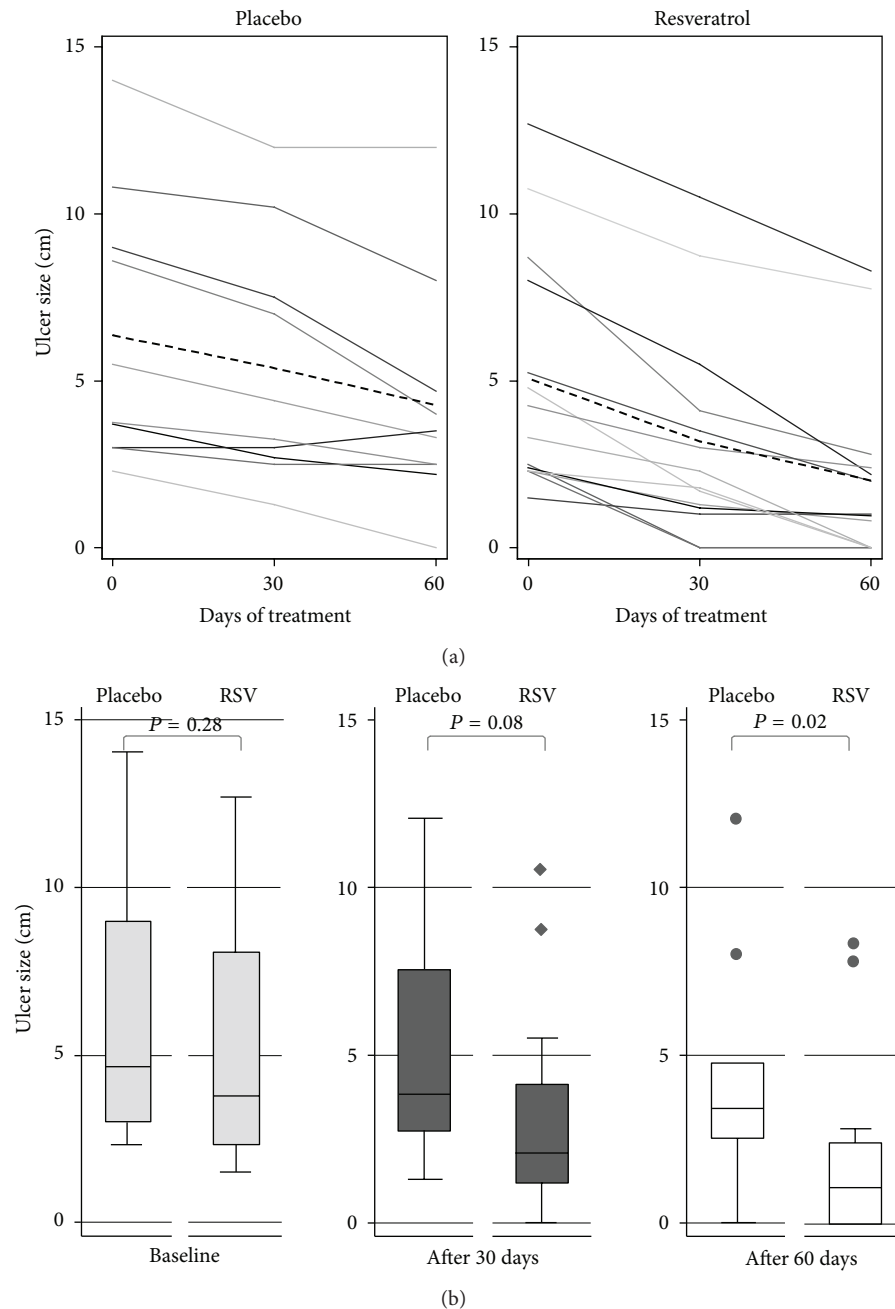 Placebo
Resveratrol
15
10
5
0
Ulcer size (cm)
0 30 60
Days of treatment
15
10
5
0
0 30 60
Days of treatment
(a)
Placebo RSV
P = 0.28
15
10
5
0
Ulcer size (cm)
Baseline
Placebo RSV
P = 0.08
15
10
5
0
After 30 days
Placebo RSV
P = 0.02
15
10
5
0
After 60 days
(b)